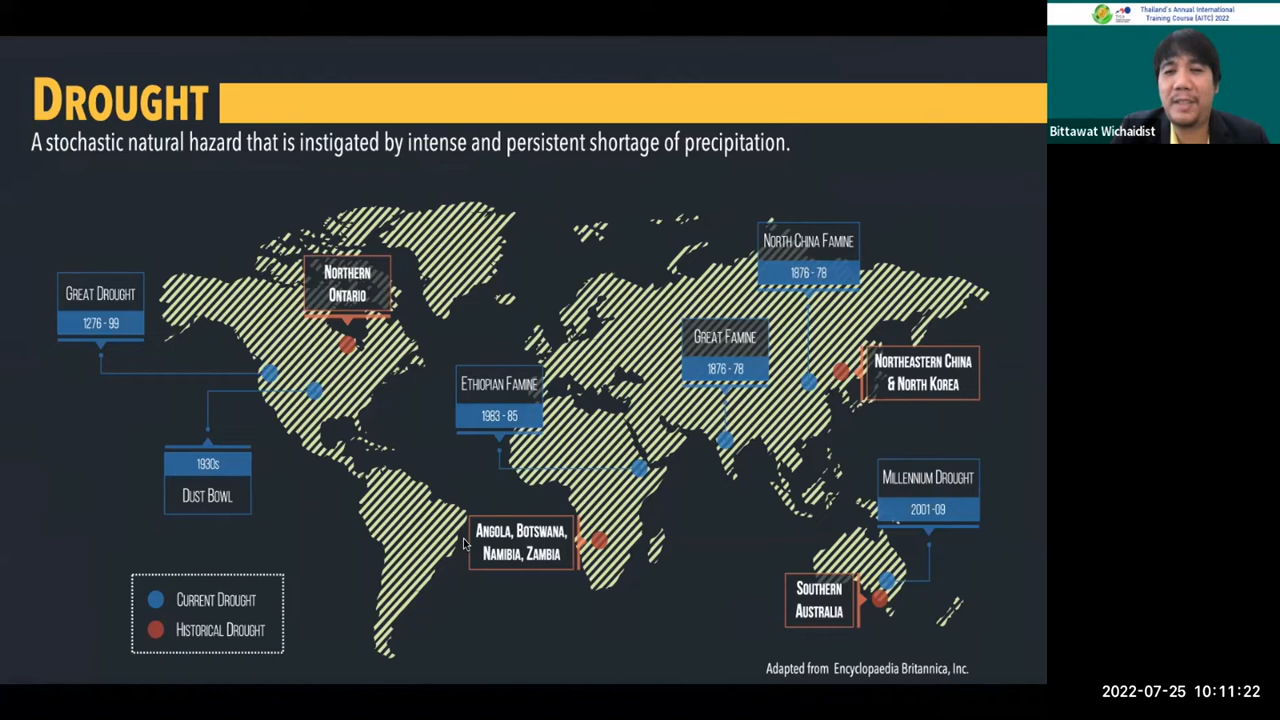 DROUGHT
A stochastic natural hazard that is instigated by intense and persistent shortage of precipitation.
GREAT DROUGHT
1276 - 99
NORTHERN
ONTARIO
NORTH CHINA FAMINE
1876 - 78
GREAT FAMINE
1876 - 78
NORTHEASTERN CHINA
& NORTH KOREA
ETHIOPIAN FAMINE
1983 - 85
1930s
DUST BOWL
MILLENNIUM DROUGHT
2001 -09
ANGOLA, BOTSWANA,
NAMIBIA, ZAMBIA
SOUTHERN
AUSTRALIA
CURRENT DROUGHT
HISTORICAL DROUGHT
Adapted from Encyclopaedia Britannica, Inc.
Thailand's Annual International
Training Course (AITC) 2022
Bittawat Wichaidist
2022-07-25 10:11:22